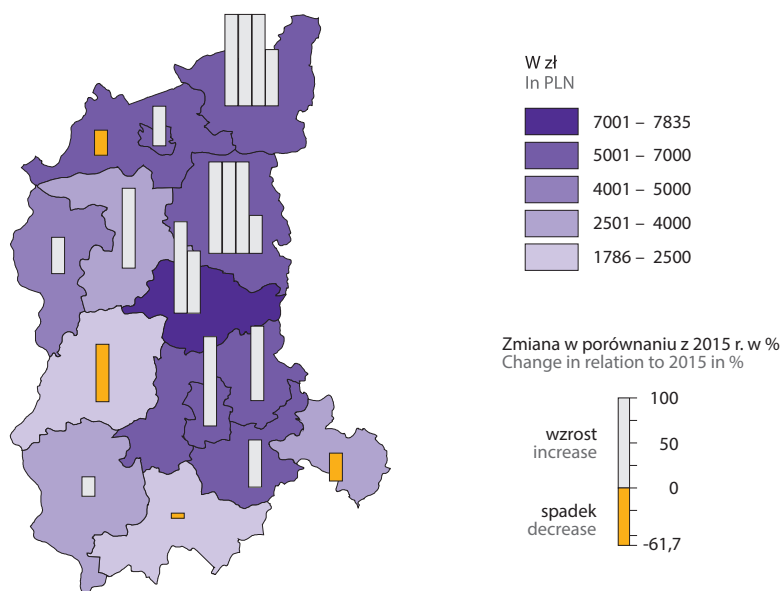 W zł
In PLN
7001 – 7835
5001 – 7000
4001 – 5000
2501 – 4000
1786 – 2500
Zmiana w porównaniu z 2015 r. w %
Change in relation to 2015 in %
100
wzrost
increase
50
0
spadek
decrease
-61,7